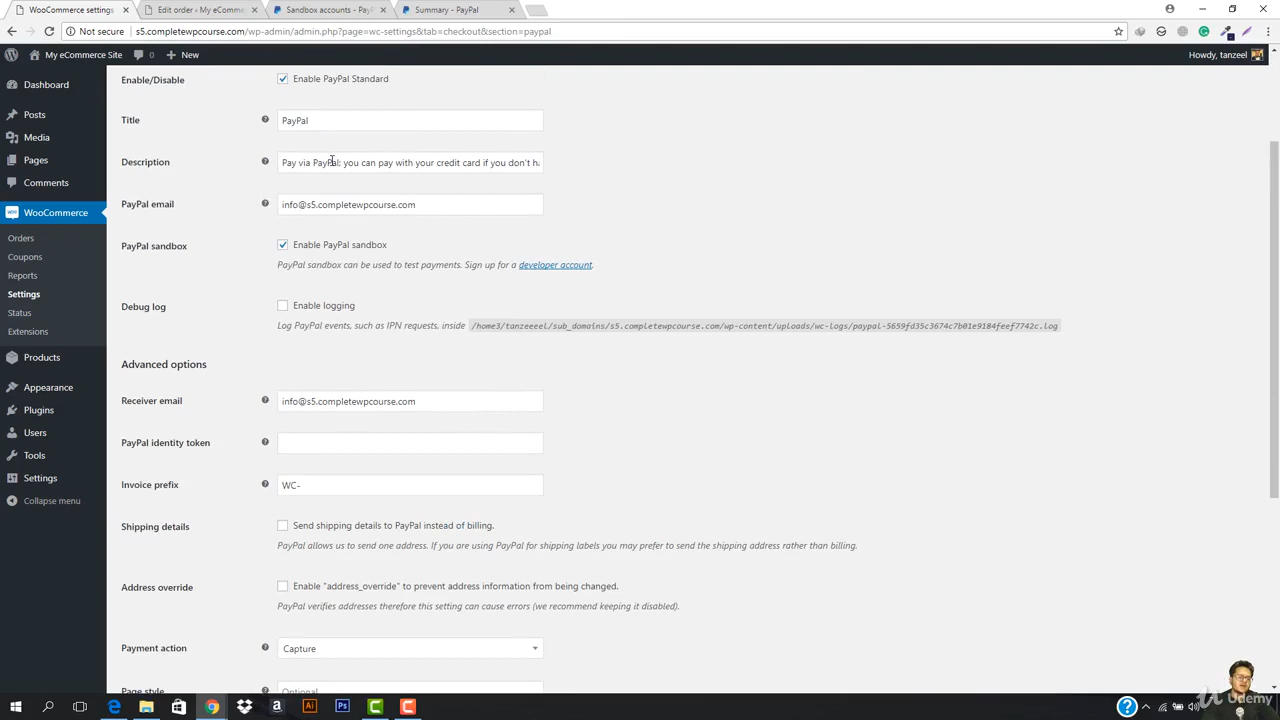 WooCommerce settings
Edit order ‹ My eComme
Sandbox accounts - PayP
Summary - PayPal
Not secure
s5.completewpcourse.com/wp-admin/admin.php?page=wc-settings&tab=checkout&section=paypal
My eCommerce Site
0
New
Howdy, tanzeel
Dashboard
Posts
Media
Pages
Comments
WooCommerce
Orders
Coupons
Reports
Settings
Status
Extensions
Products
Appearance
Plugins
Users
Tools
Settings
Collapse menu
Enable/Disable
Enable PayPal Standard
Title
PayPal
Description
Pay via PayPal; you can pay with your credit card if you don't h
PayPal email
info@s5.completewpcourse.com
PayPal sandbox
Enable PayPal sandbox
PayPal sandbox can be used to test payments. Sign up for a developer account.
Debug log
Enable logging
Log PayPal events, such as IPN requests, inside /home3/tanzeeeel/sub_domains/s5.completewpcourse.com/wp-content/uploads/wc-logs/paypal-5659fd35c3674c7b01e9184feef7742c.log
Advanced options
Receiver email
info@s5.completewpcourse.com
PayPal identity token
Invoice prefix
WC-
Shipping details
Send shipping details to PayPal instead of billing.
PayPal allows us to send one address. If you are using PayPal for shipping labels you may prefer to send the shipping address rather than billing.
Address override
Enable "address_override" to prevent address information from being changed.
PayPal verifies addresses therefore this setting can cause errors (we recommend keeping it disabled).
Payment action
Capture
Page style
Optional
Udemy